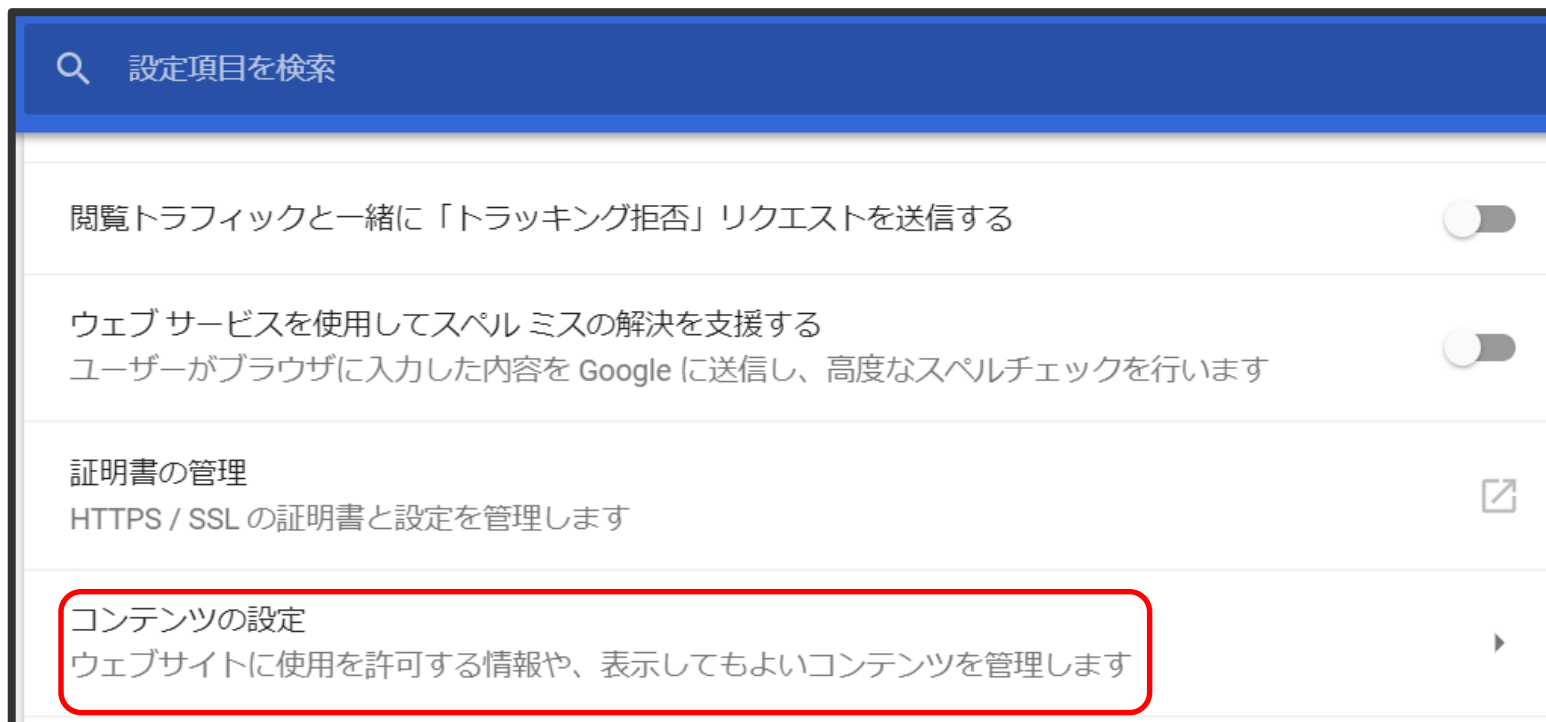 設定項目を検索
閲覧トラフィックと一緒に「トラッキング拒否」リクエストを送信する
ウェブ サービスを使用してスペル ミスの解決を支援する
ユーザーがブラウザに入力した内容を Google に送信し、高度なスペルチェックを行います
証明書の管理
HTTPS / SSL の証明書と設定を管理します
コンテンツの設定
ウェブサイトに使用を許可する情報や、表示してもよいコンテンツを管理します